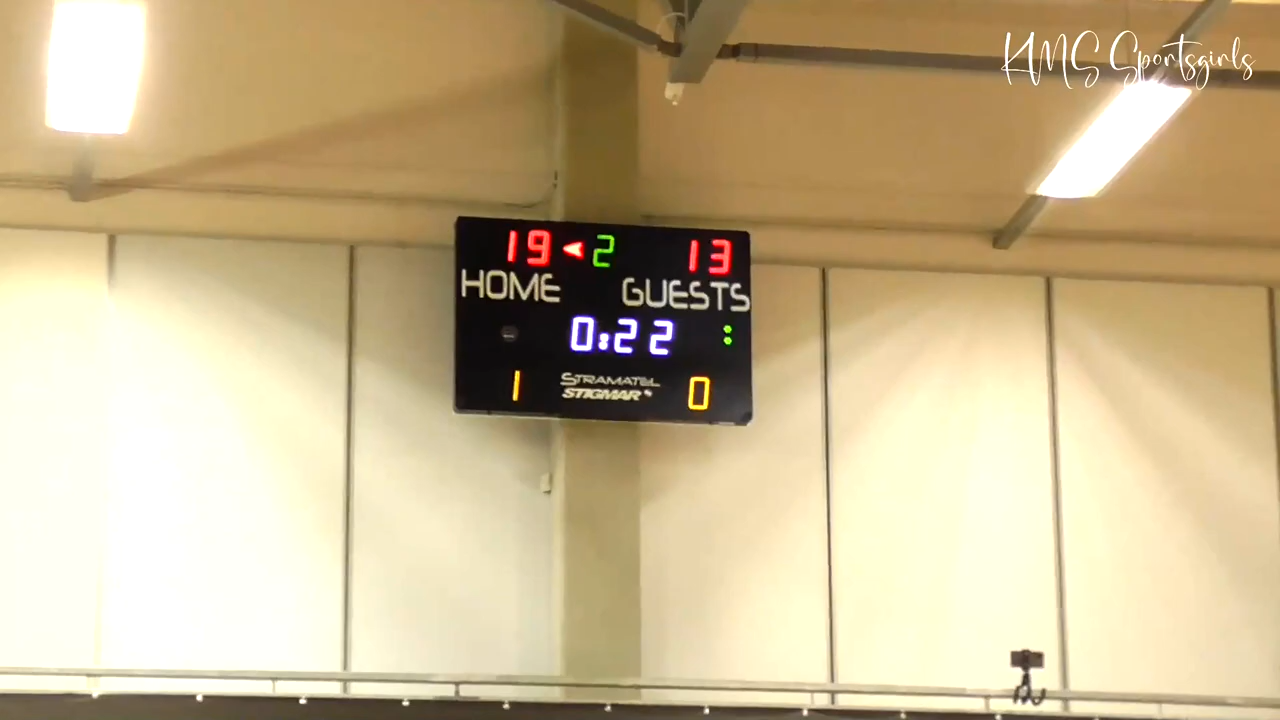 KMS Sportsgirls
19 2 13
HOME GUESTS
0:22
1 STRAMATEL 0
STIGMAR